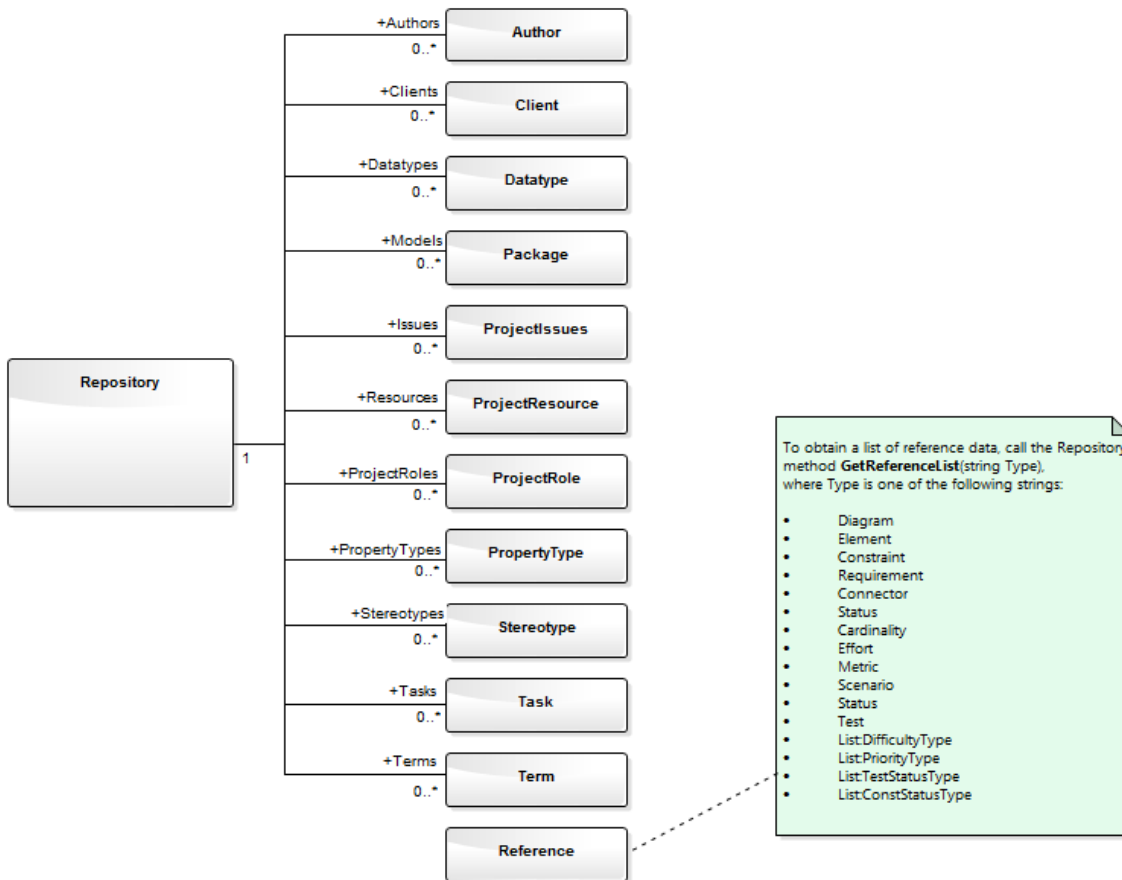 +Authors
0..*
Author
+Clients
0..*
Client
+Datatypes
0..*
Datatype
+Models
0..*
Package
+Issues
0..*
ProjectIssues
Repository
1
+Resources
0..*
ProjectResource
+ProjectRoles
0..*
ProjectRole
+PropertyTypes
0..*
PropertyType
+Stereotypes
0..*
Stereotype
+Tasks
0..*
Task
+Terms
0..*
Term
Reference
To obtain a list of reference data, call the Repository
method GetReferenceList(string Type),
where Type is one of the following strings:
• Diagram
• Element
• Constraint
• Requirement
• Connector
• Status
• Cardinality
• Effort
• Metric
• Scenario
• Status
• Test
• List:DifficultyType
• List:PriorityType
• List:TestStatusType
• List:ConstStatusType